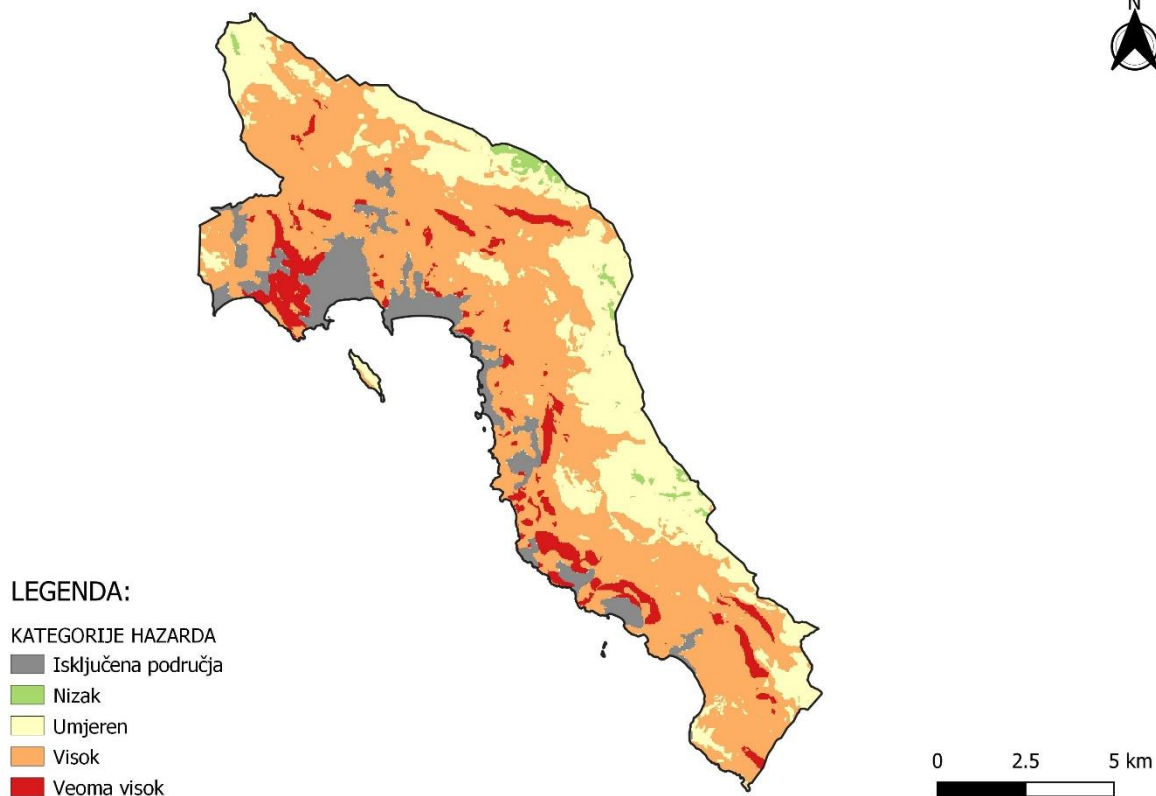 N
LEGENDA:
KATEGORIJE HAZARDA
Isključena područja
Nizak
Umjeren
Visok
Veoma visok
0 2.5 5 km